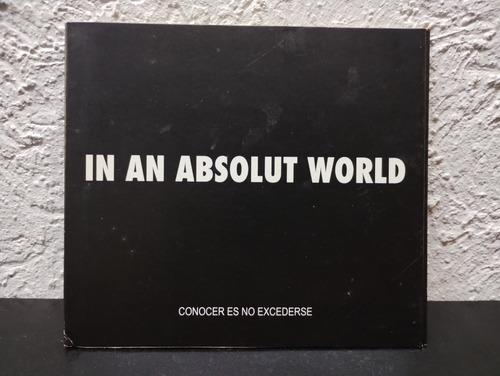 IN AN ABSOLUT WORLD
CONOCER ES NO EXCEDERSE